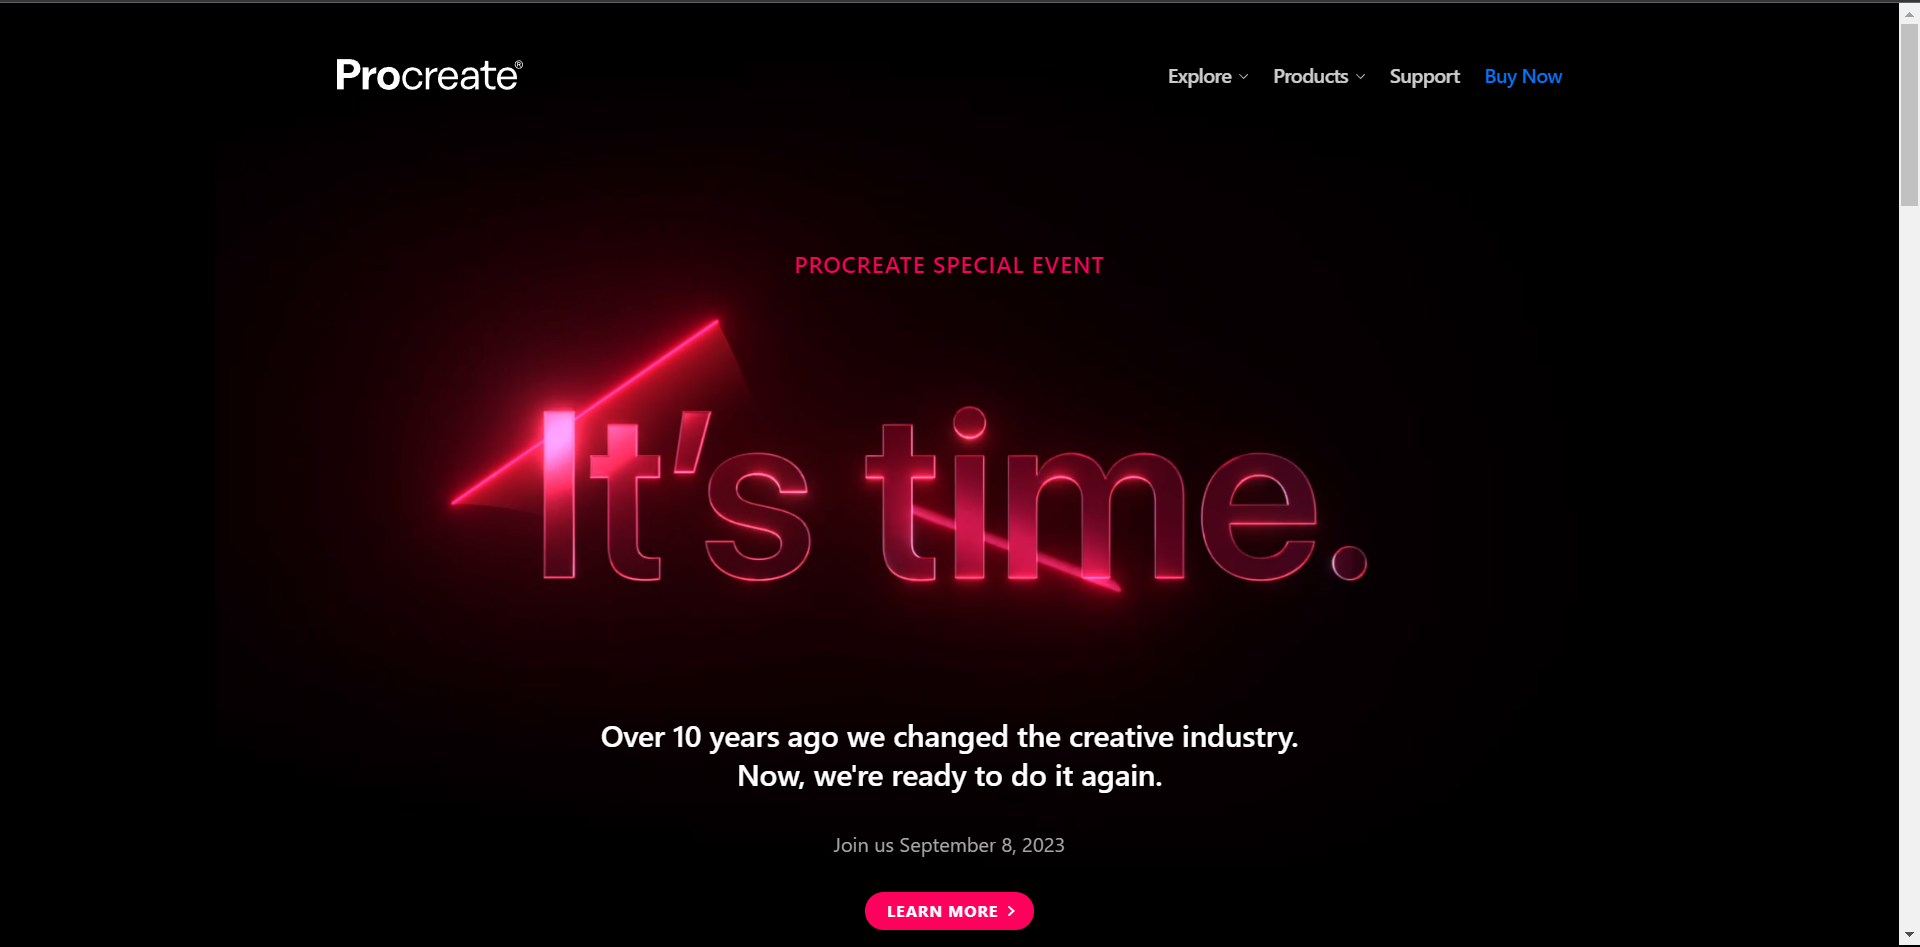 Procreate®
Explore Products Support Buy Now
PROCREATE SPECIAL EVENT
It's time.
Over 10 years ago we changed the creative industry.
Now, we're ready to do it again.
Join us September 8, 2023
LEARN MORE